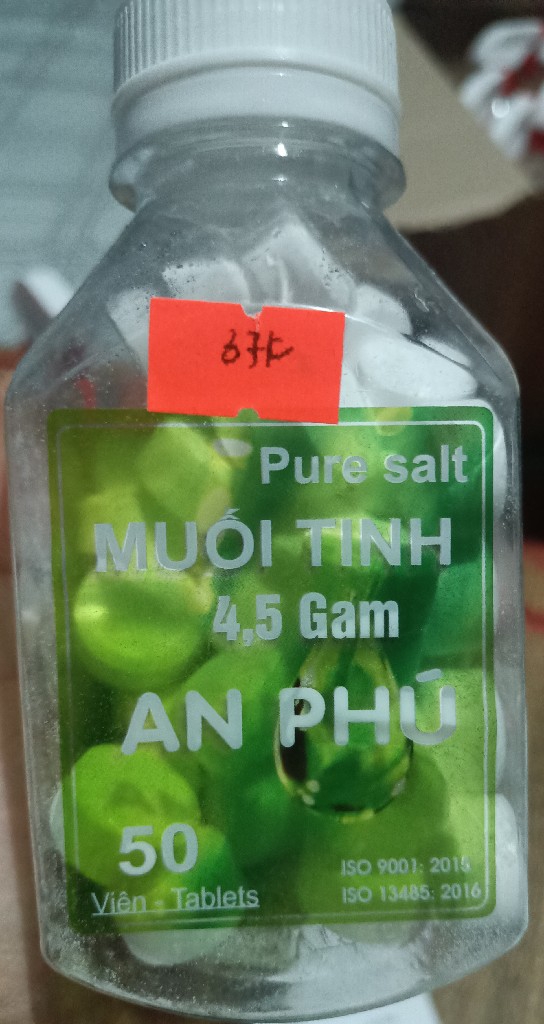 67k
Pure salt
MUỐI TINH
4,5 Gam
AN PHÚ
50
Viên - Tablets
ISO 9001: 2015
ISO 13485: 2016